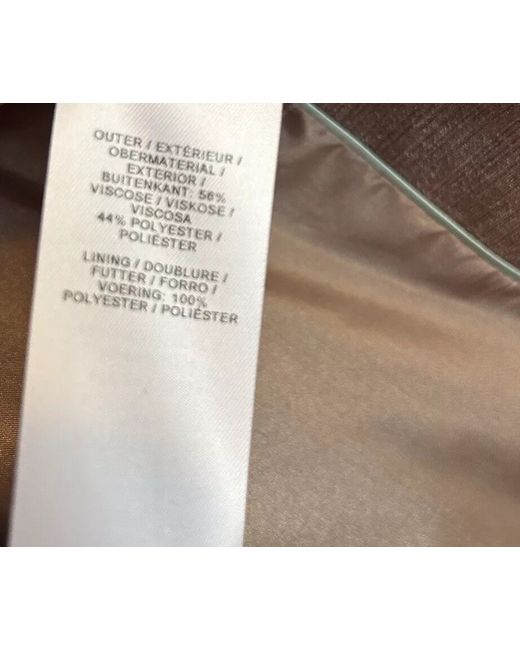 OUTER / EXTÉRIEUR /
OBERMATERIAL /
EXTERIOR /
BUITENKANT: 56%
VISCOSE / VISKOSE /
VISCOSA
44% POLYESTER /
POLIÉSTER
LINING / DOUBLURE /
FUTTER / FORRO /
VOERING: 100%
POLYESTER / POLIÉSTER